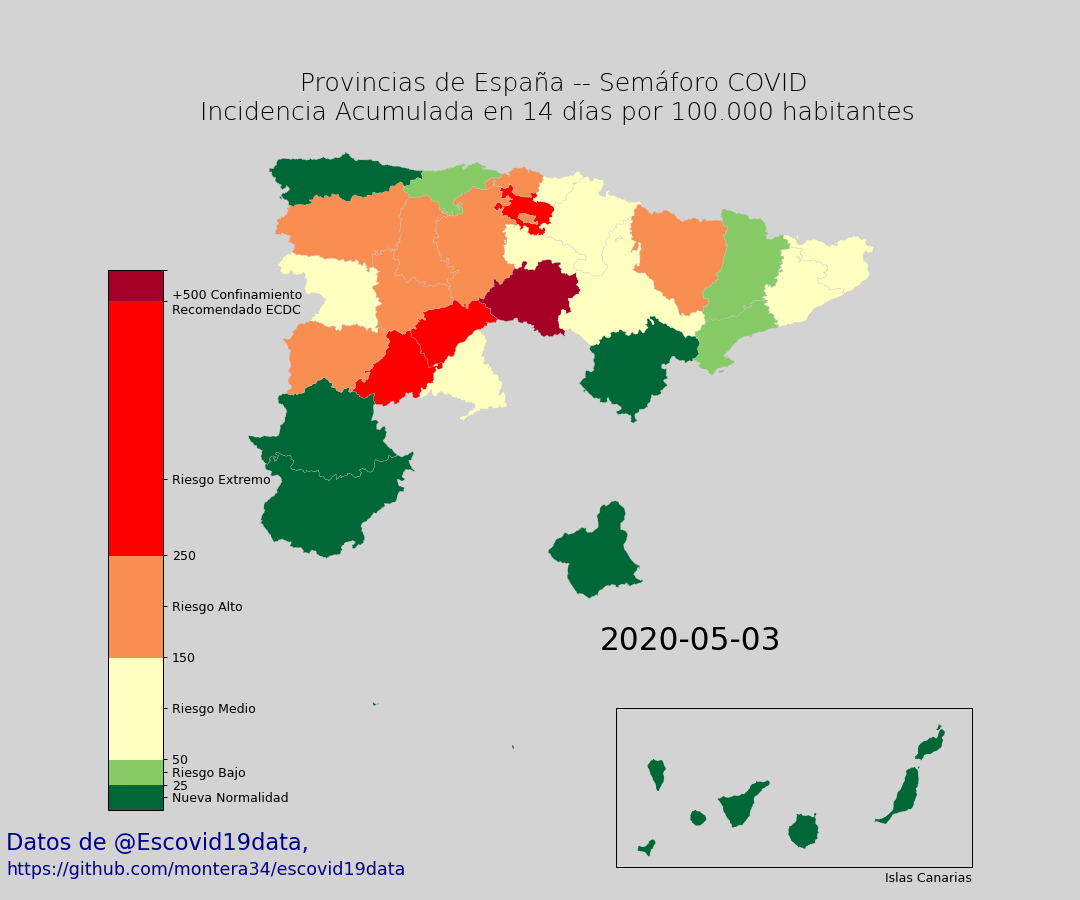 Provincias de España -- Semáforo COVID
Incidencia Acumulada en 14 días por 100.000 habitantes
+500 Confinamiento
Recomendado ECDC
Riesgo Extremo
250
Riesgo Alto
150
Riesgo Medio
50
Riesgo Bajo
25
Nueva Normalidad
2020-05-03
Islas Canarias
Datos de @Escovid19data,
https://github.com/montera34/escovid19data